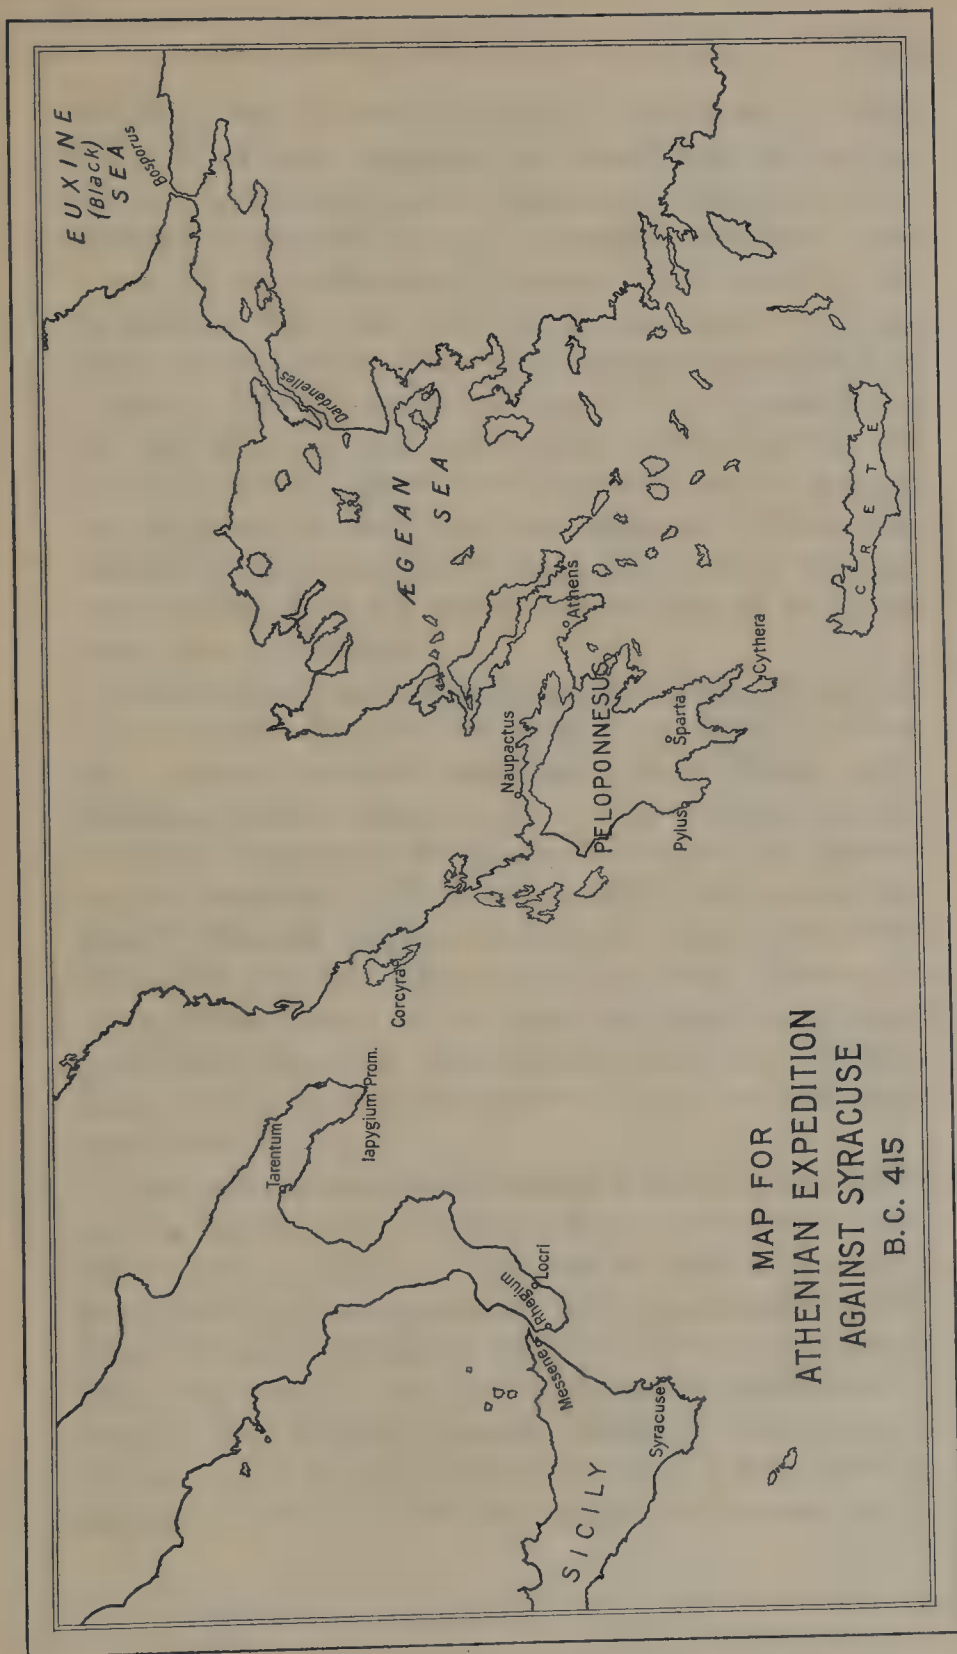 EUXINE
(Black)
SEA
Bosporus
Dardanelles
ÆGEAN
SEA
Tarentum
Iapygium Prom.
Corcyra
Naupactus
Athens
PELOPONNESUS
Sparta
Pylus
Cythera
CRETE
Locri
Rhegium
Messene
Syracuse
SICILY
MAP FOR
ATHENIAN EXPEDITION
AGAINST SYRACUSE
B.C. 415